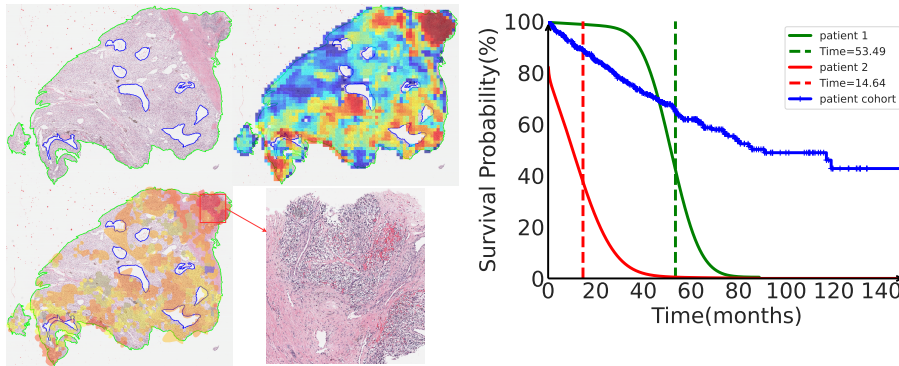 Survival Probability(%)
100
80
60
40
20
0
0 20 40 60 80 100 120 140
Time(months)
patient 1
Time=53.49
patient 2
Time=14.64
patient cohort